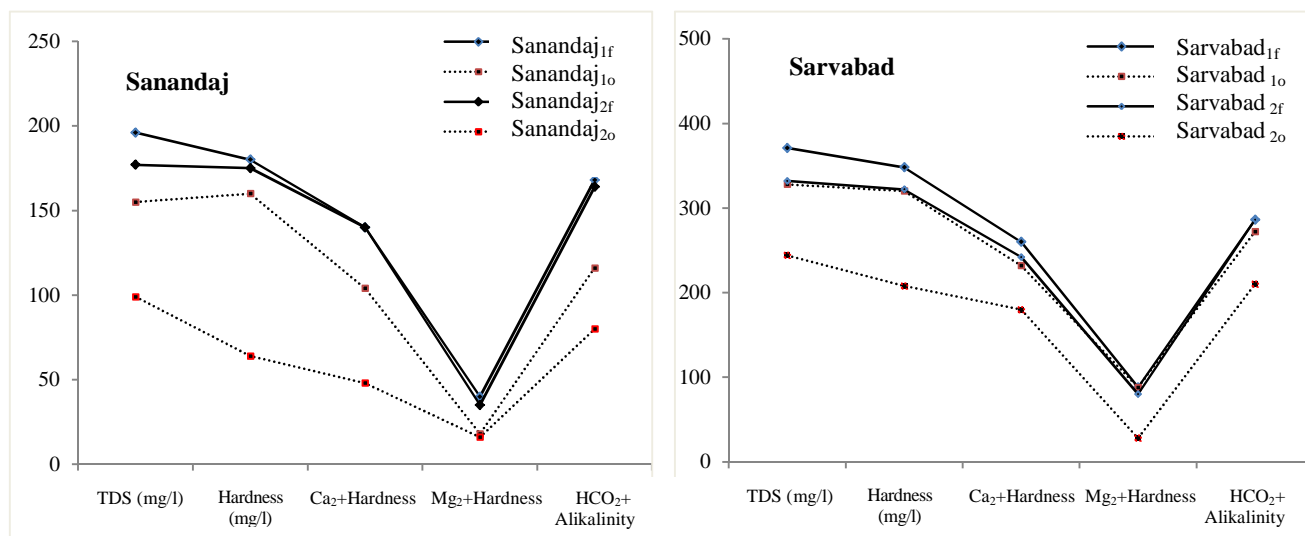 250
200
150
100
50
0
Sanandaj
Sanandaj₁f
Sanandaj₁o
Sanandaj₂f
Sanandaj₂o
TDS (mg/l)
Hardness
(mg/l)
Ca₂+Hardness
Mg₂+Hardness
HCO₂+
Alikalinity
500
400
300
200
100
0
Sarvabad
Sarvabad₁f
Sarvabad ₁o
Sarvabad ₂f
Sarvabad ₂o
TDS (mg/l)
Hardness
(mg/l)
Ca₂+Hardness
Mg₂+Hardness
HCO₂+
Alikalinity